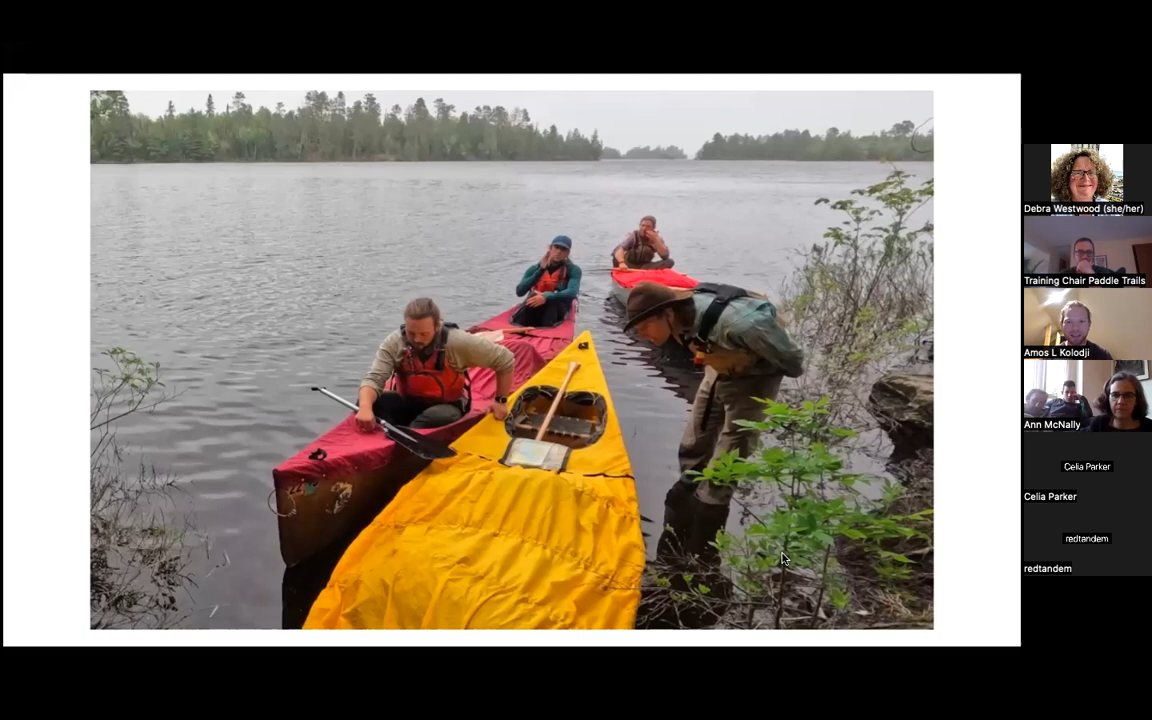 Debra Westwood (she/her)
Training Chair Paddle Trails
Amos L Kolodji
Ann McNally
Celia Parker
Celia Parker
redtandem
redtandem